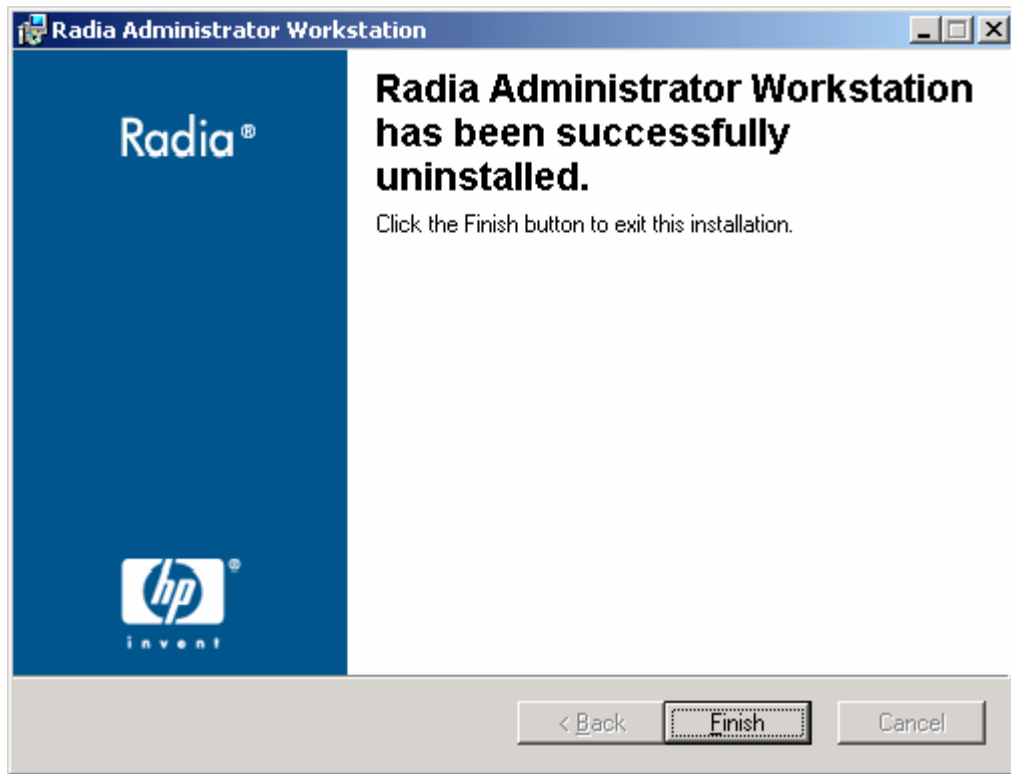 Radia Administrator Workstation
Radia®
Radia Administrator Workstation
has been successfully
uninstalled.
Click the Finish button to exit this installation.
hp®
invent
< Back
Finish
Cancel